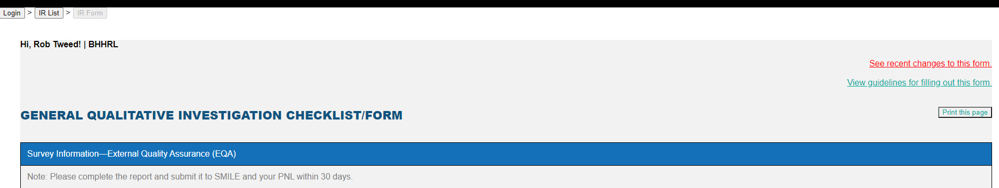 Login > IR List > IR Form
Hi, Rob Tweed! | BHHRL
See recent changes to this form.
View guidelines for filling out this form.
GENERAL QUALITATIVE INVESTIGATION CHECKLIST/FORM
Print this page
Survey Information—External Quality Assurance (EQA)
Note: Please complete the report and submit it to SMILE and your PNL within 30 days.